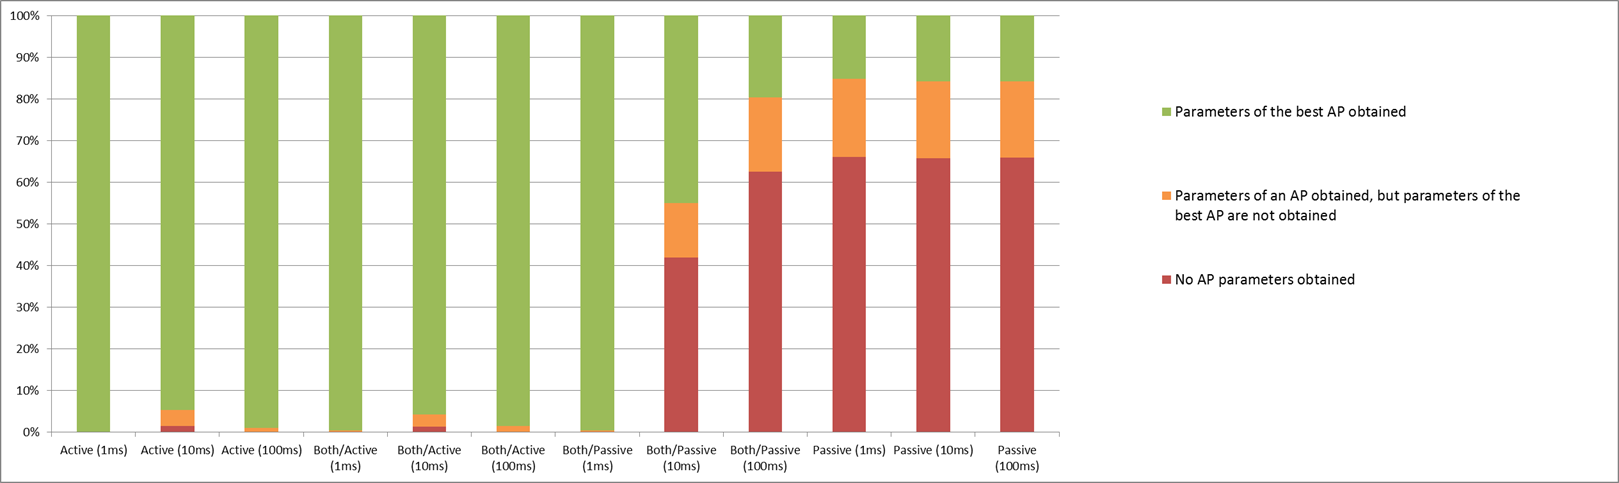 100%
90%
80%
70%
60%
50%
40%
30%
20%
10%
0%
Active (1ms)
Active (10ms)
Active (100ms)
Both/Active
(1ms)
Both/Active
(10ms)
Both/Active
(100ms)
Both/Passive
(1ms)
Both/Passive
(10ms)
Both/Passive
(100ms)
Passive (1ms)
Passive (10ms)
Passive
(100ms)
Parameters of the best AP obtained
Parameters of an AP obtained, but parameters of the
best AP are not obtained
No AP parameters obtained